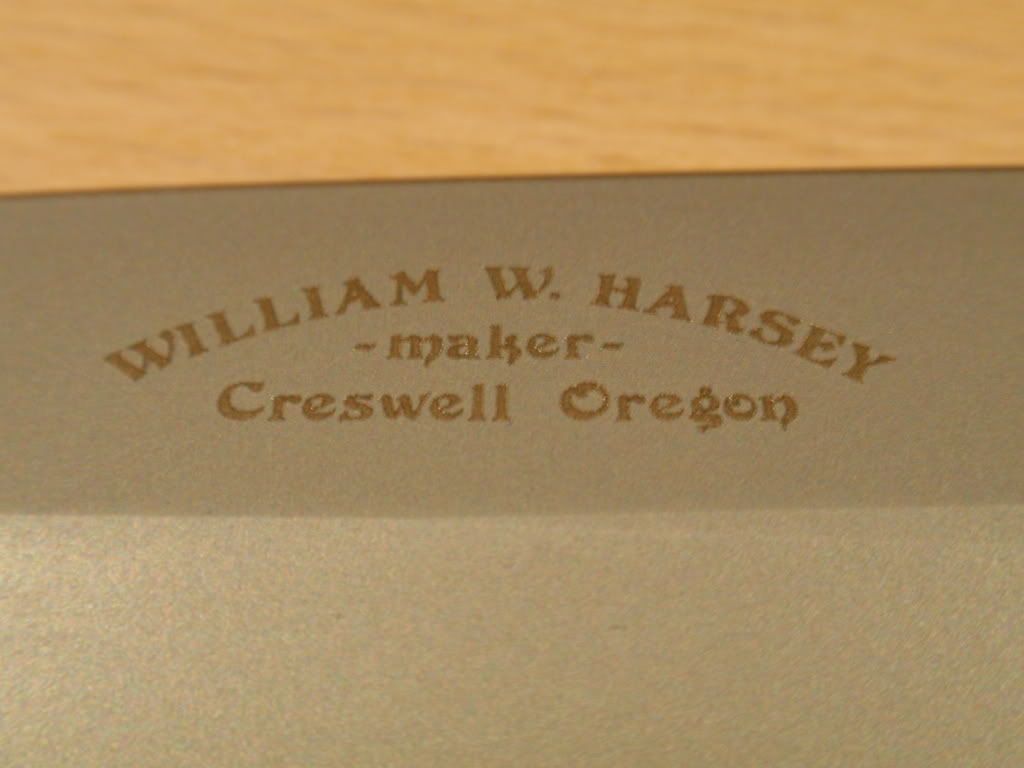 WILLIAM W. HARSEY
-maker-
Creswell Oregon